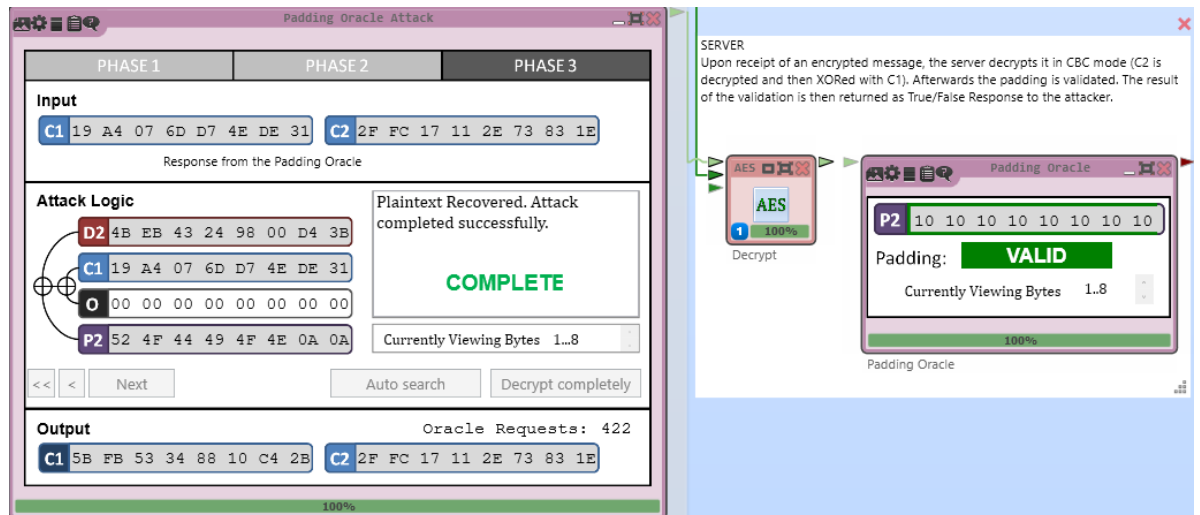 Padding Oracle Attack
PHASE 1 PHASE 2 PHASE 3
Input
C1 19 A4 07 6D D7 4E DE 31 C2 2F FC 17 11 2E 73 83 1E
Response from the Padding Oracle
Attack Logic
D2 4B EB 43 24 98 00 D4 3B
C1 19 A4 07 6D D7 4E DE 31
O 00 00 00 00 00 00 00 00
P2 52 4F 44 49 4F 4E 0A 0A
Plaintext Recovered. Attack
completed successfully.
COMPLETE
Currently Viewing Bytes 1...8
<< < Next Auto search Decrypt completely
Output Oracle Requests: 422
C1 5B FB 53 34 88 10 C4 2B C2 2F FC 17 11 2E 73 83 1E
100%
SERVER
Upon receipt of an encrypted message, the server decrypts it in CBC mode (C2 is
decrypted and then XORed with C1). Afterwards the padding is validated. The result
of the validation is then returned as True/False Response to the attacker.
AES
AES
1 100%
Decrypt
Padding Oracle
P2 10 10 10 10 10 10 10 10
Padding: VALID
Currently Viewing Bytes 1..8
100%
Padding Oracle